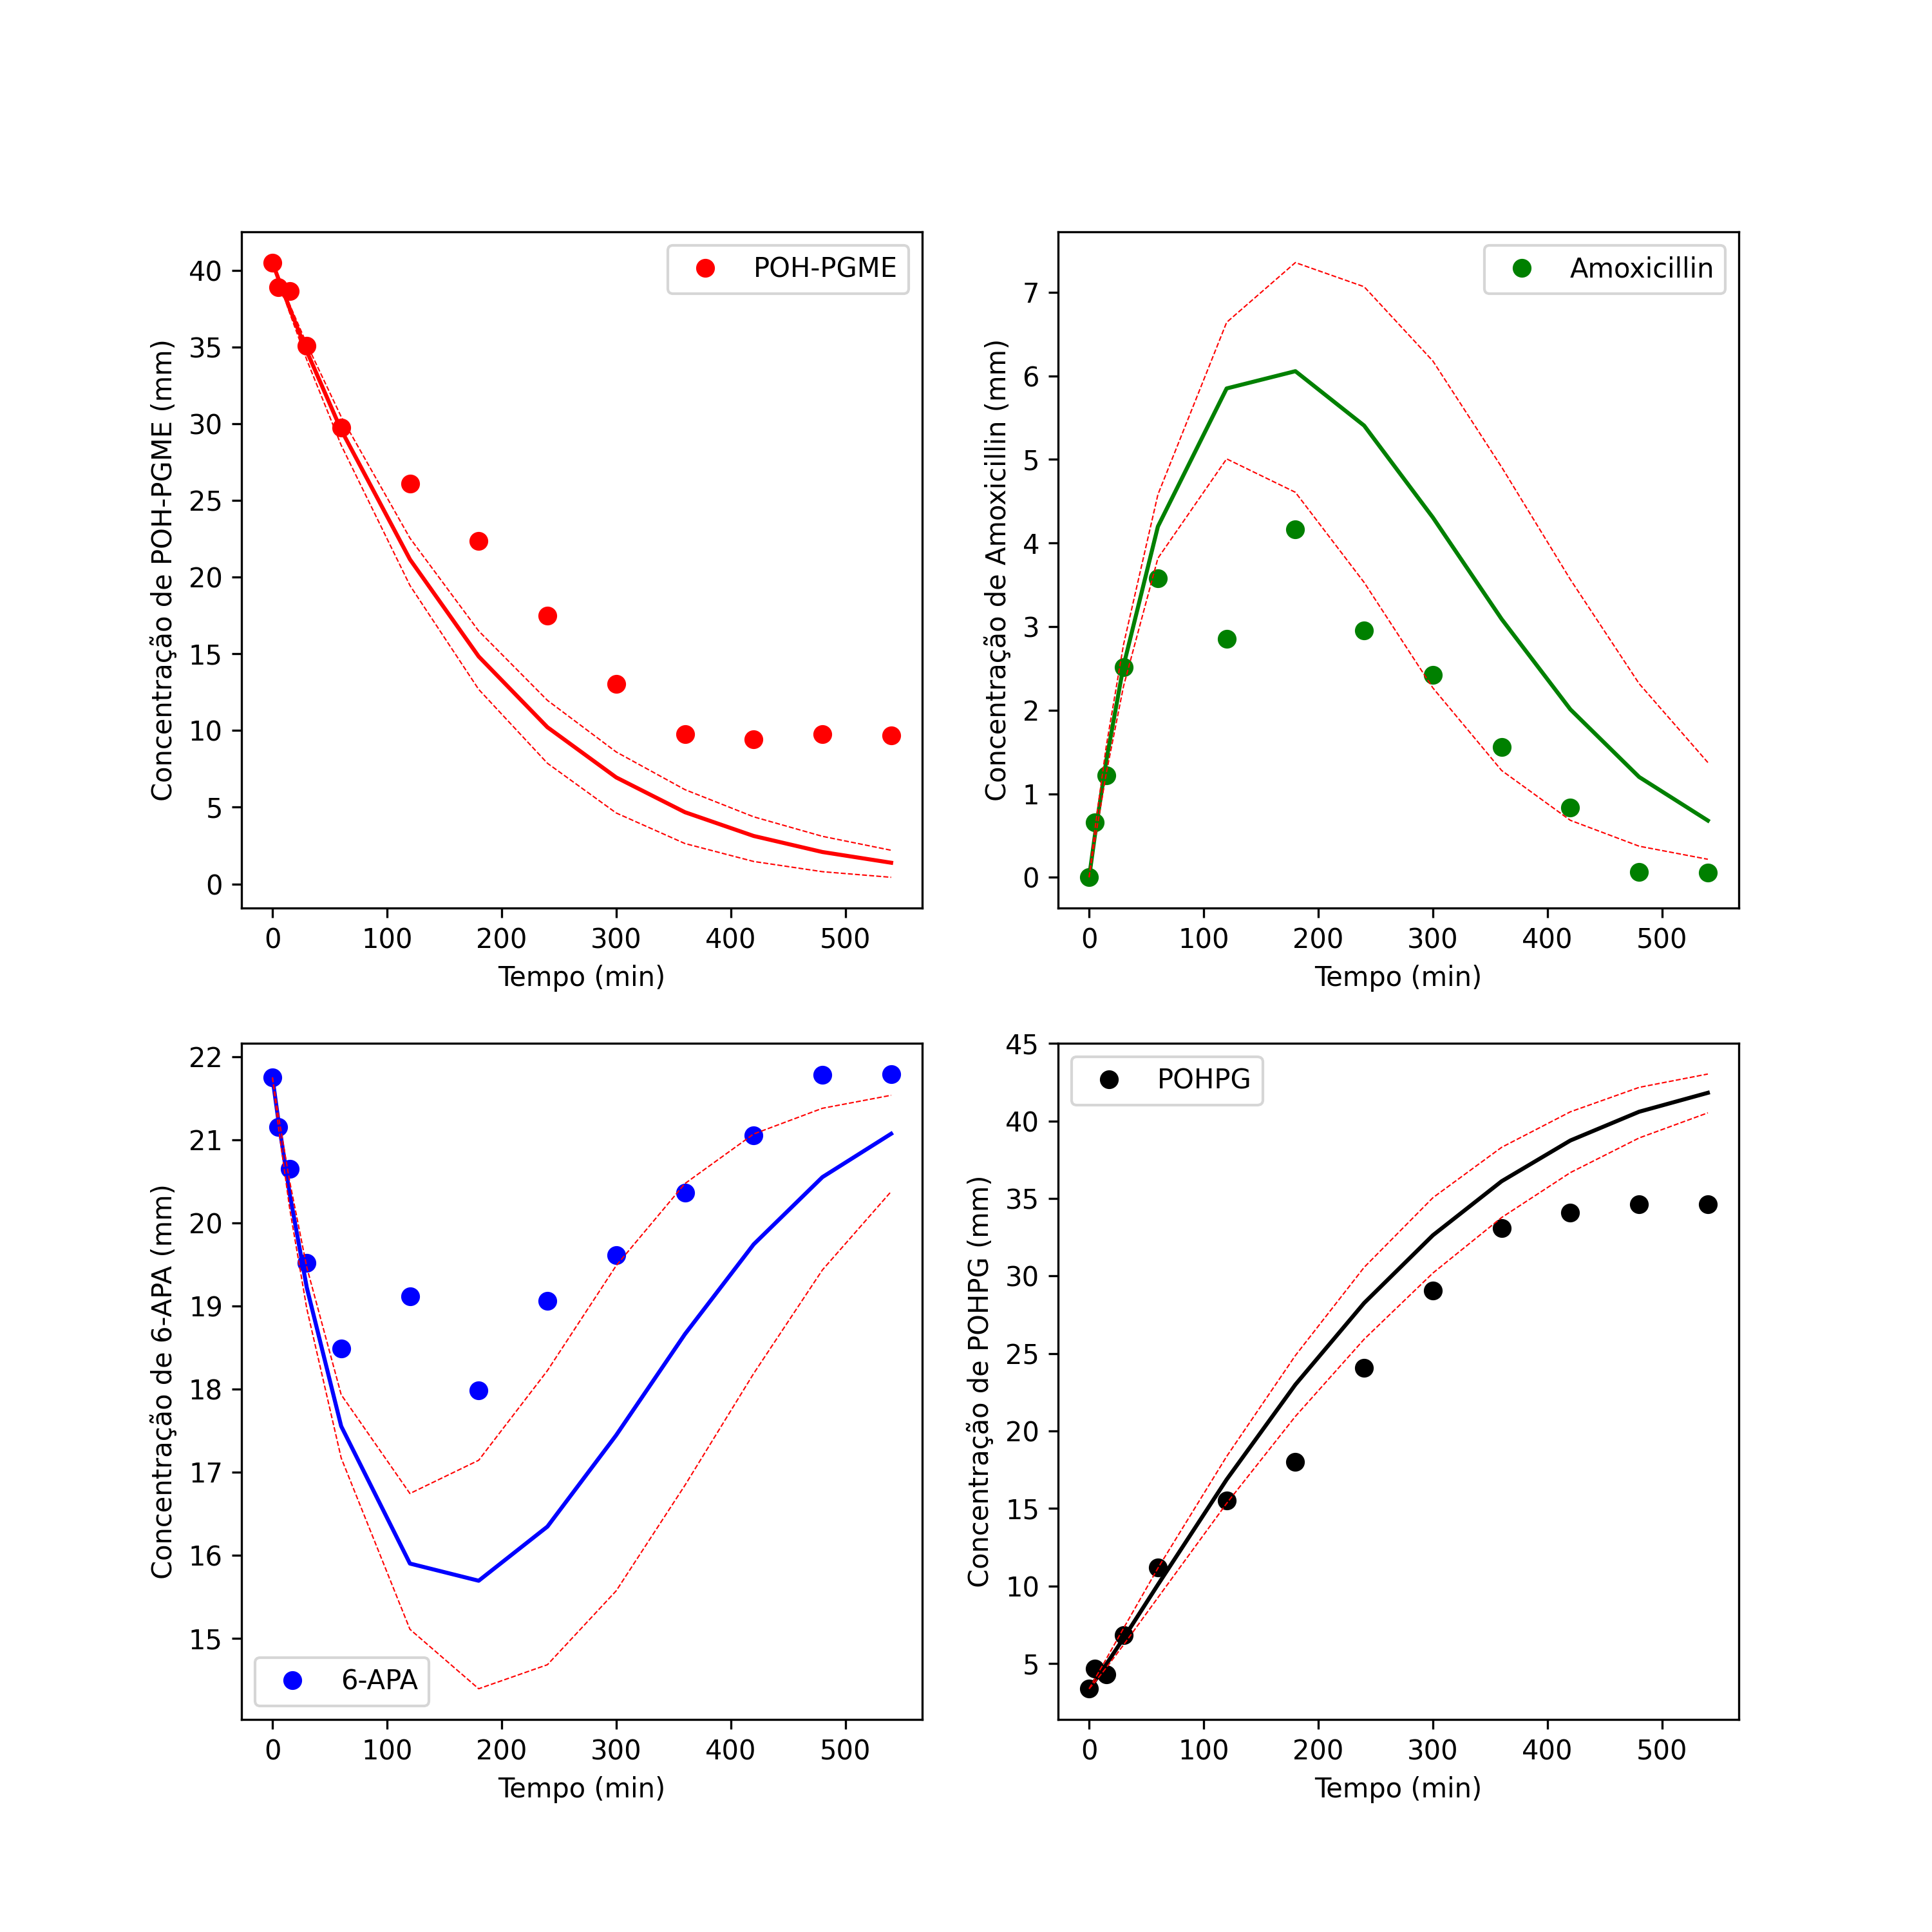 Concentração de POH-PGME (mm)
40
35
30
25
20
15
10
5
0
POH-PGME
0 100 200 300 400 500
Tempo (min)
Concentração de Amoxicillin (mm)
7
6
5
4
3
2
1
0
Amoxicillin
0 100 200 300 400 500
Tempo (min)
Concentração de 6-APA (mm)
22
21
20
19
18
17
16
15
6-APA
0 100 200 300 400 500
Tempo (min)
Concentração de POHPG (mm)
45
40
35
30
25
20
15
10
5
POHPG
0 100 200 300 400 500
Tempo (min)